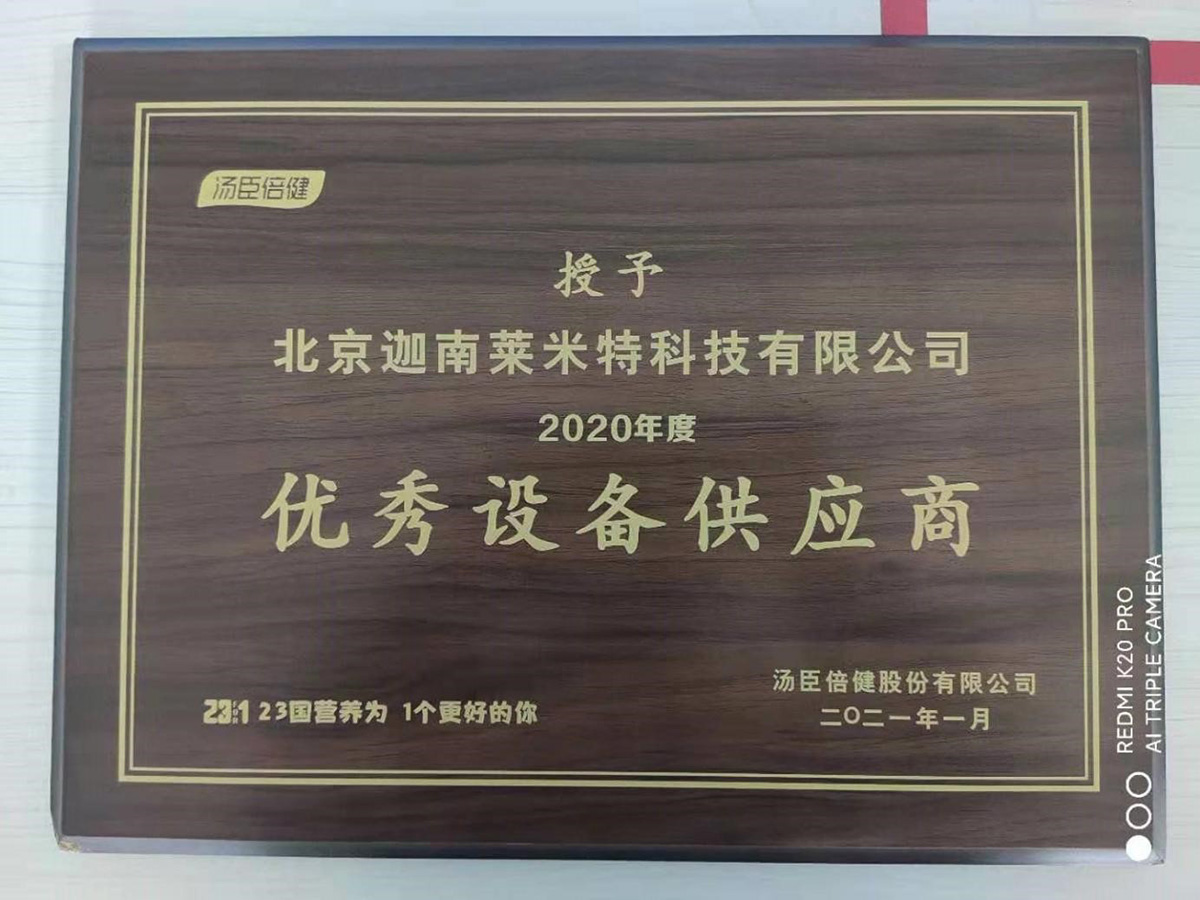 汤臣倍健
授予
北京迦南莱米特科技有限公司
2020年度
优秀设备供应商
23 FOR 1 23国营养为 1个更好的你
汤臣倍健股份有限公司
二〇二一年一月
REDMI K20 PRO
AI TRIPLE CAMERA